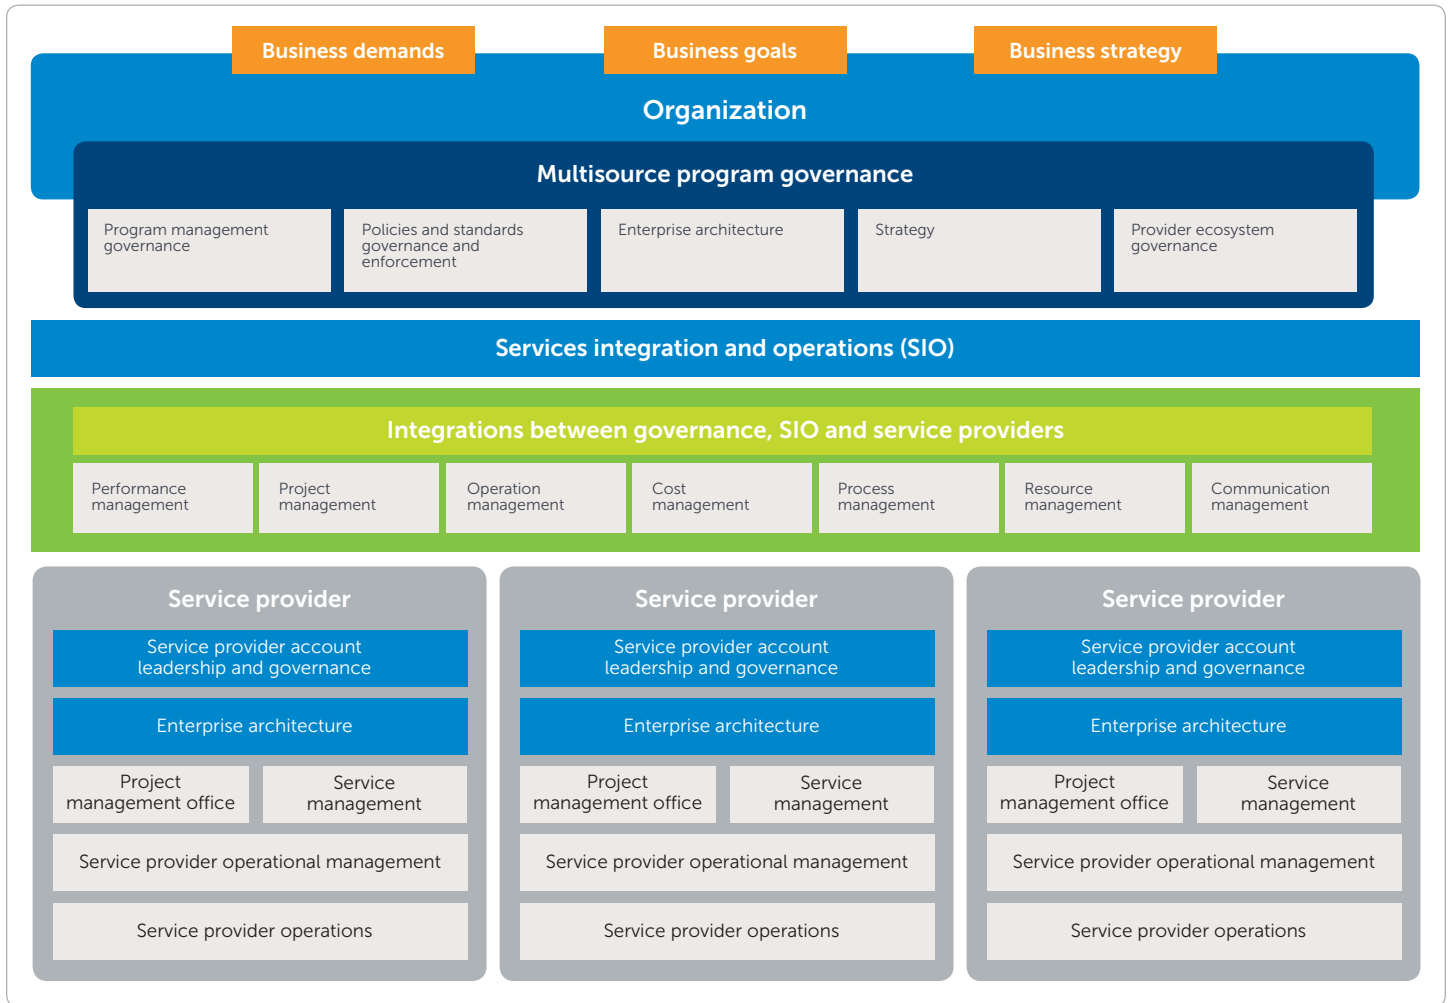 Business demands
Business goals
Business strategy
Organization
Multisource program governance
Program management
governance
Policies and standards
governance and
enforcement
Enterprise architecture
Strategy
Provider ecosystem
governance
Services integration and operations (SIO)
Integrations between governance, SIO and service providers
Performance
management
Project
management
Operation
management
Cost
management
Process
management
Resource
management
Communication
management
Service provider
Service provider account
leadership and governance
Enterprise architecture
Project
management office
Service
management
Service provider operational management
Service provider operations
Service provider
Service provider account
leadership and governance
Enterprise architecture
Project
management office
Service
management
Service provider operational management
Service provider operations
Service provider
Service provider account
leadership and governance
Enterprise architecture
Project
management office
Service
management
Service provider operational management
Service provider operations